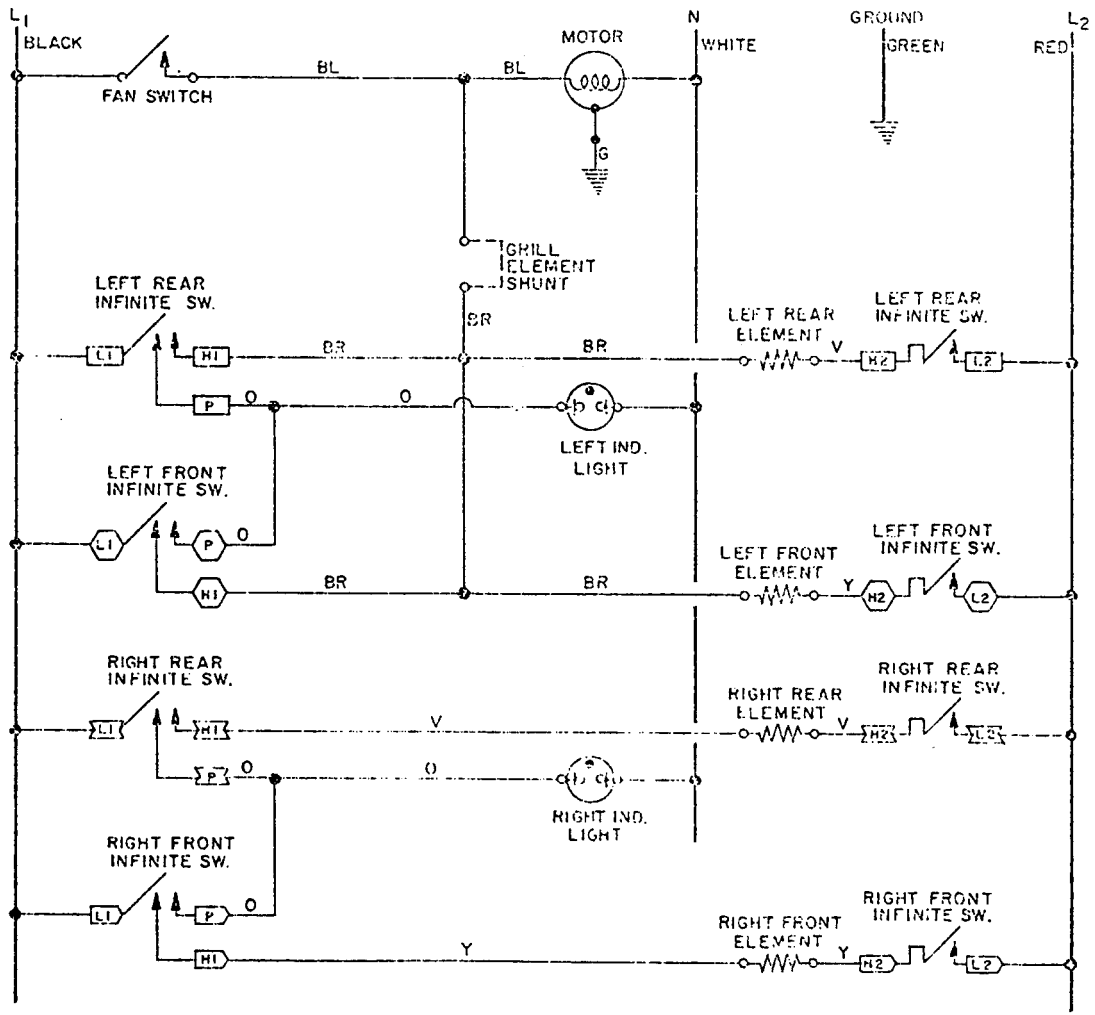 L1
N
GROUND
L2
BLACK
MOTOR
WHITE
GREEN
RED
BL
BL
FAN SWITCH
G
GRILL
ELEMENT
SHUNT
LEFT REAR
INFINITE SW.
BR
LEFT REAR
ELEMENT
LEFT REAR
INFINITE SW.
L1
H1
BR
BR
V
H2
L2
P
O
O
LEFT IND.
LIGHT
LEFT FRONT
INFINITE SW.
L1
P
O
LEFT FRONT
ELEMENT
LEFT FRONT
INFINITE SW.
H1
BR
BR
Y
H2
L2
RIGHT REAR
INFINITE SW.
RIGHT REAR
ELEMENT
RIGHT REAR
INFINITE SW.
L1
H1
V
V
H2
L2
P
O
O
RIGHT IND.
LIGHT
RIGHT FRONT
INFINITE SW.
L1
P
O
RIGHT FRONT
ELEMENT
RIGHT FRONT
INFINITE SW.
H1
Y
Y
H2
L2